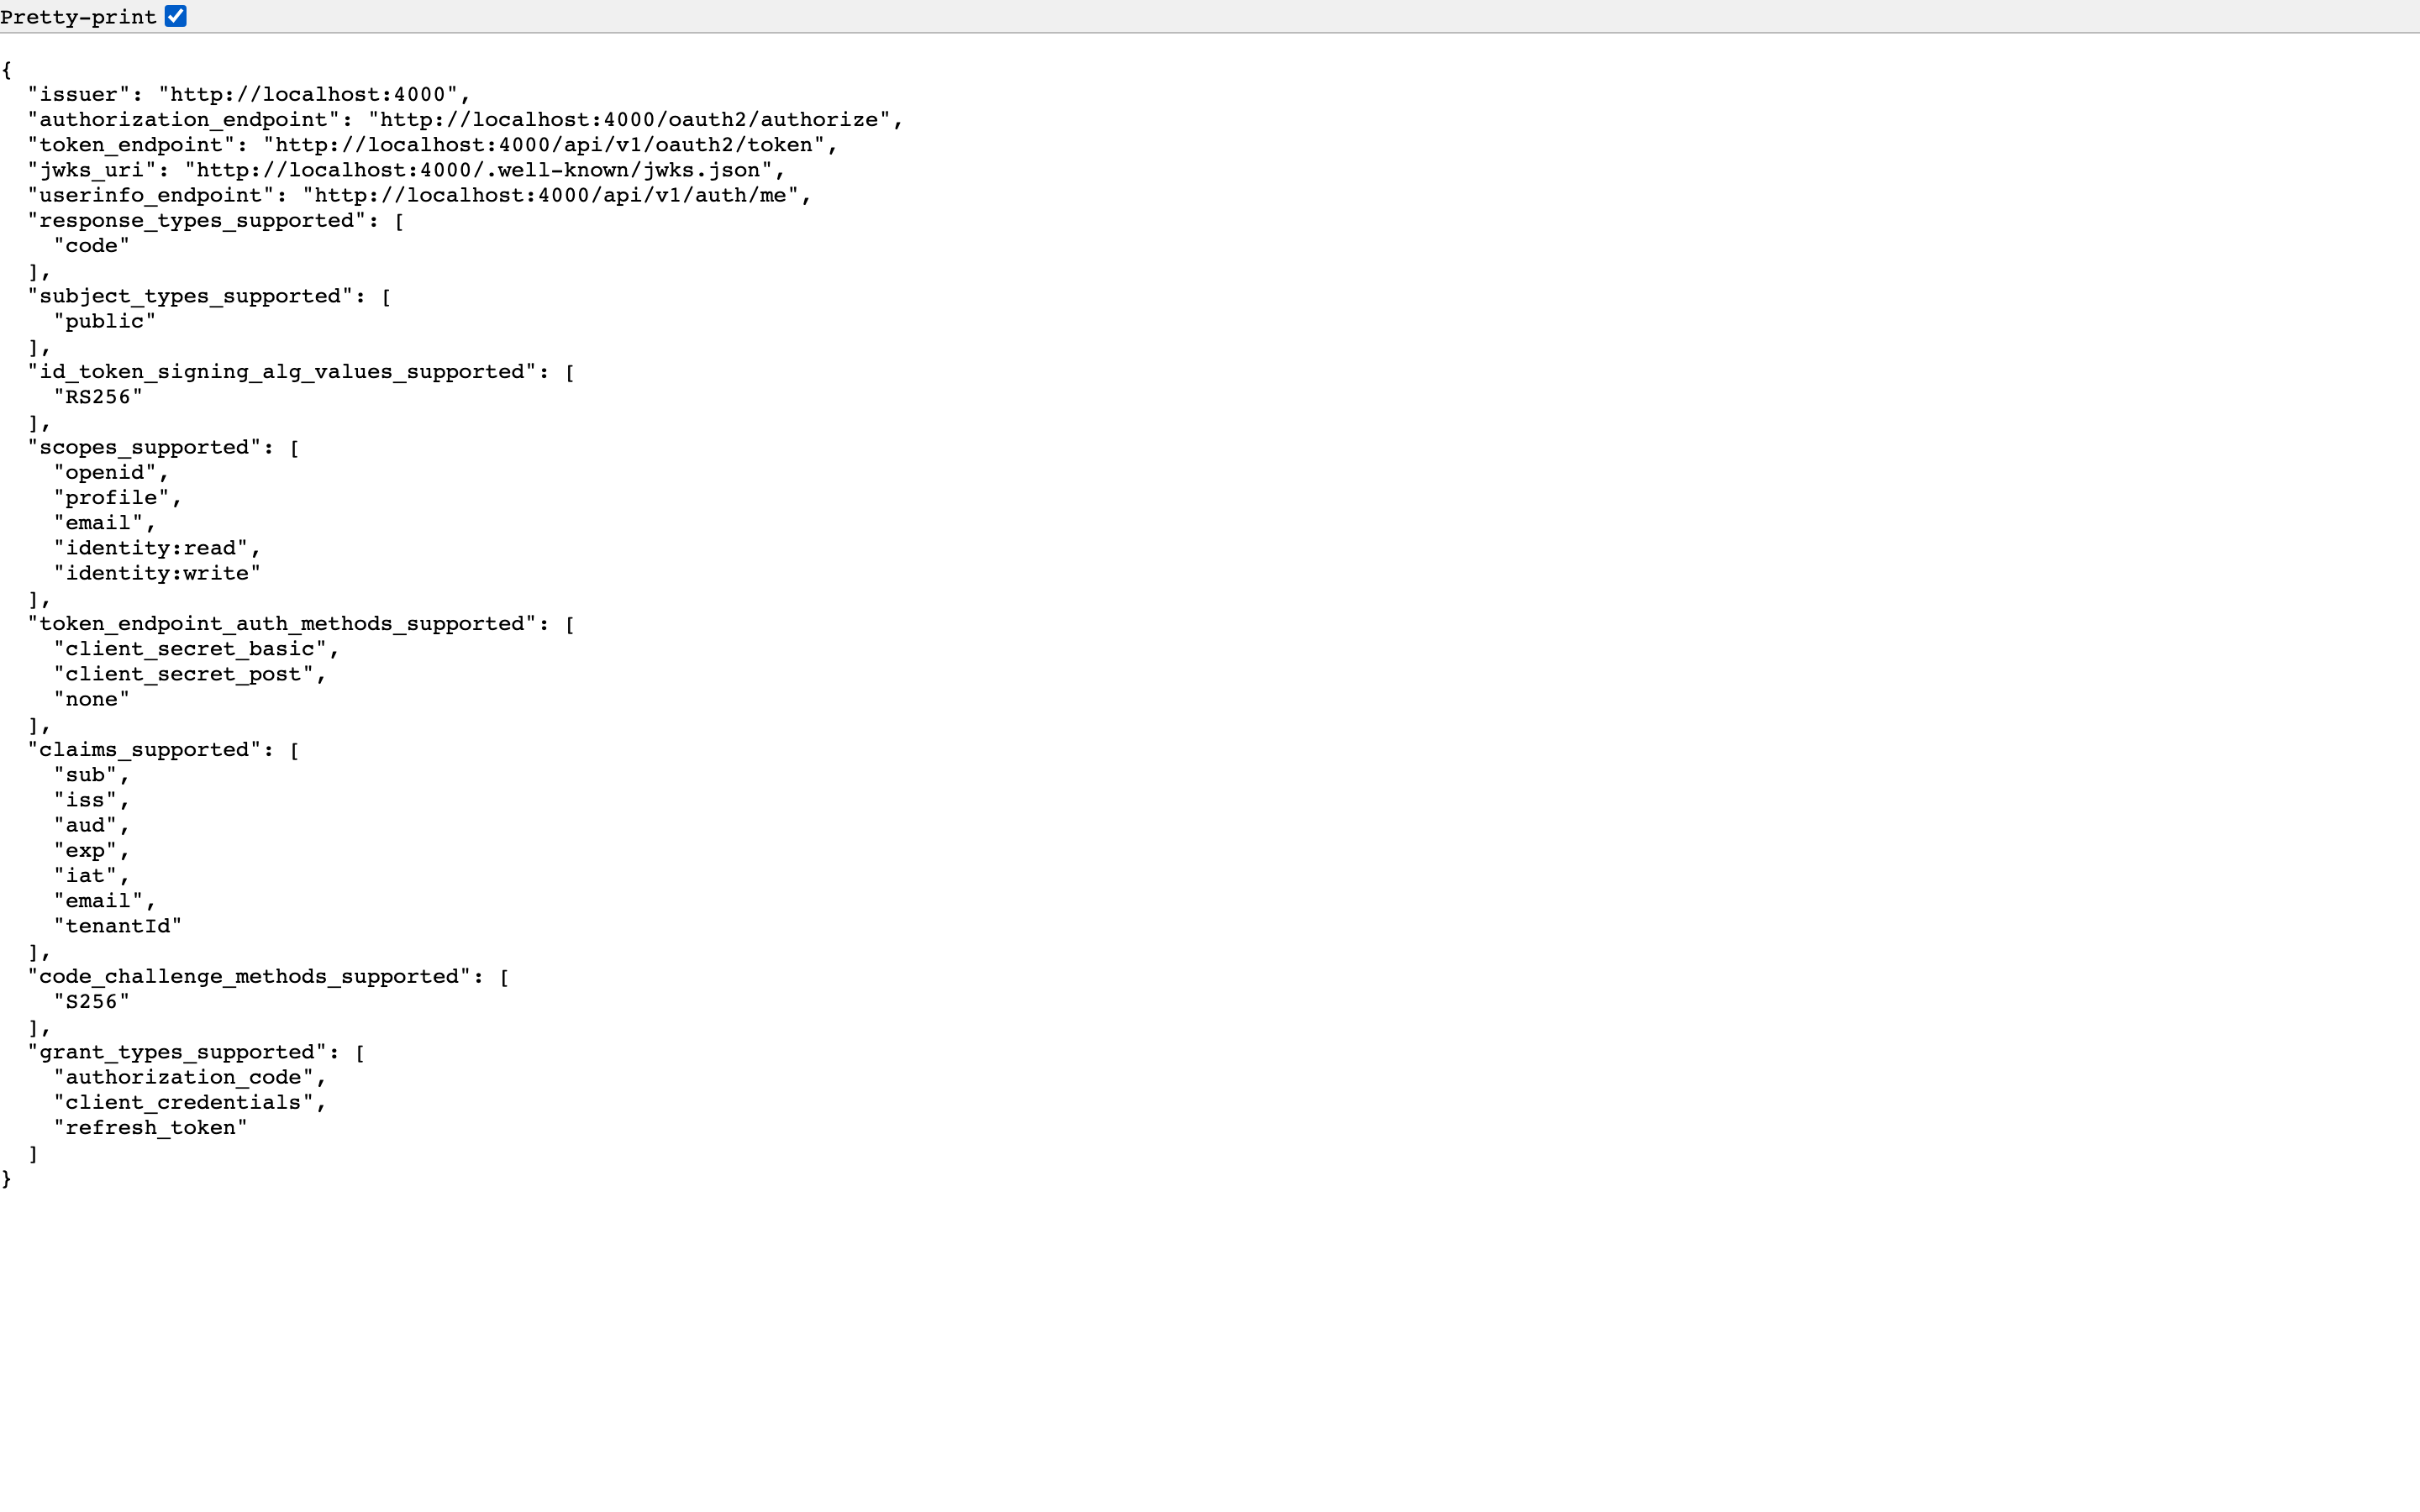 Pretty-print
{
  "issuer": "http://localhost:4000",
  "authorization_endpoint": "http://localhost:4000/oauth2/authorize",
  "token_endpoint": "http://localhost:4000/api/v1/oauth2/token",
  "jwks_uri": "http://localhost:4000/.well-known/jwks.json",
  "userinfo_endpoint": "http://localhost:4000/api/v1/auth/me",
  "response_types_supported": [
    "code"
  ],
  "subject_types_supported": [
    "public"
  ],
  "id_token_signing_alg_values_supported": [
    "RS256"
  ],
  "scopes_supported": [
    "openid",
    "profile",
    "email",
    "identity:read",
    "identity:write"
  ],
  "token_endpoint_auth_methods_supported": [
    "client_secret_basic",
    "client_secret_post",
    "none"
  ],
  "claims_supported": [
    "sub",
    "iss",
    "aud",
    "exp",
    "iat",
    "email",
    "tenantId"
  ],
  "code_challenge_methods_supported": [
    "S256"
  ],
  "grant_types_supported": [
    "authorization_code",
    "client_credentials",
    "refresh_token"
  ]
}